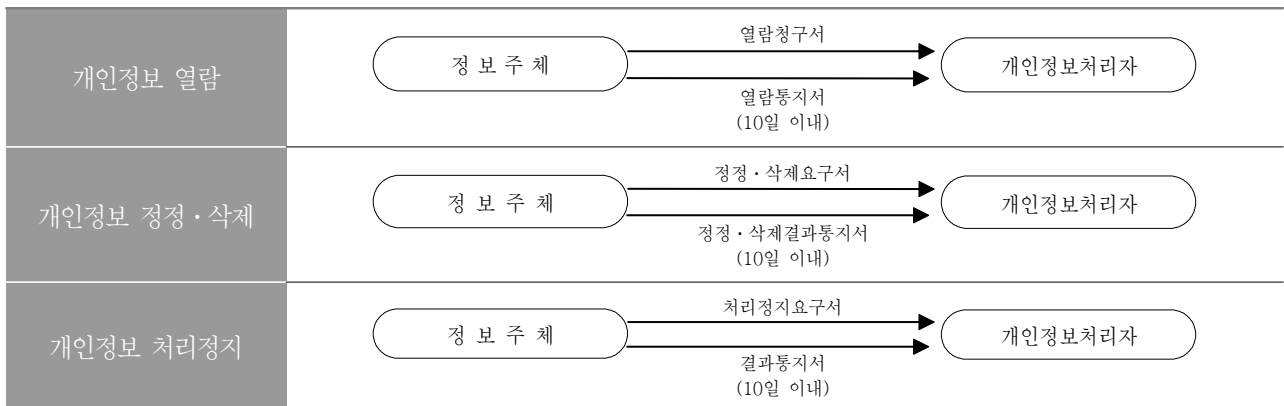 개인정보 열람
정 보 주 체
열람청구서
열람통지서
(10일 이내)
개인정보처리자
개인정보 정정・삭제
정 보 주 체
정정・삭제요구서
정정・삭제결과통지서
(10일 이내)
개인정보처리자
개인정보 처리정지
정 보 주 체
처리정지요구서
결과통지서
(10일 이내)
개인정보처리자